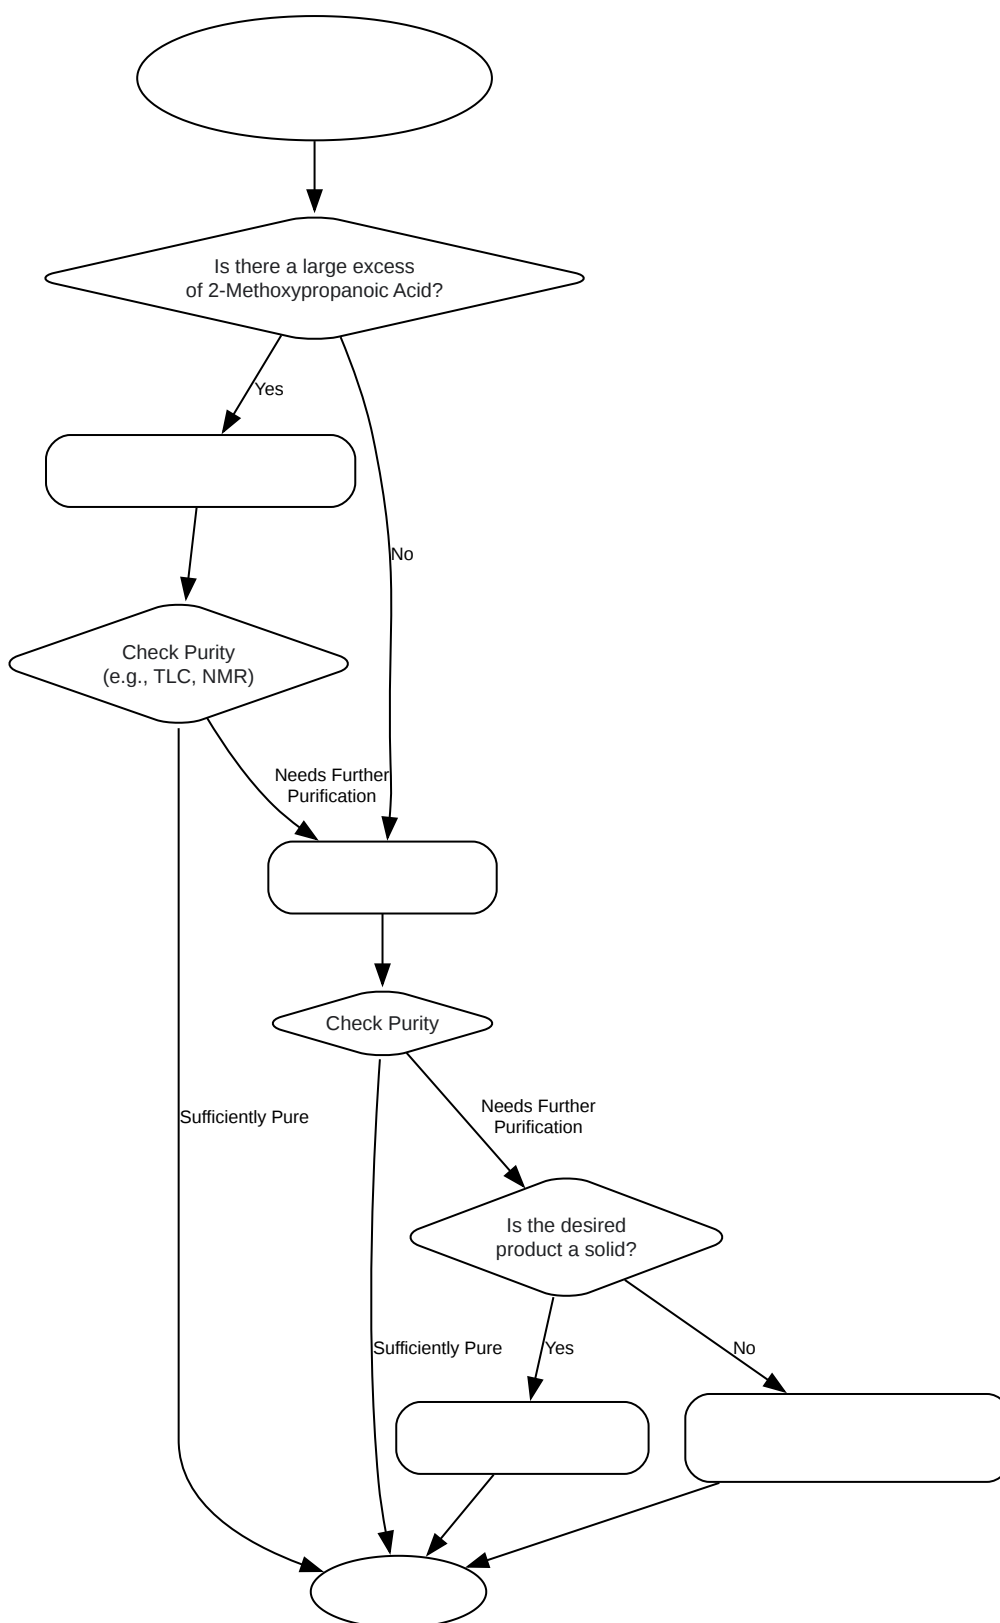 Is there a large excess
of 2-Methoxypropanoic Acid?
Yes
No
Check Purity
(e.g., TLC, NMR)
Needs Further
Purification
Check Purity
Sufficiently Pure
Needs Further
Purification
Is the desired
product a solid?
Sufficiently Pure
Yes
No